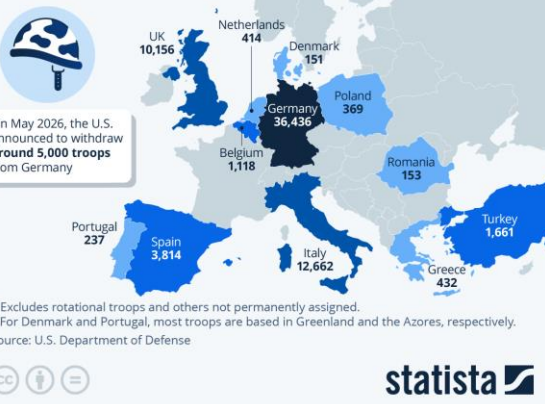 Netherlands
414
UK
10,156
Denmark
151
Poland
369
Germany
36,436
n May 2026, the U.S.
nnounced to withdraw
round 5,000 troops
om Germany
Belgium
1,118
Romania
153
Portugal
237
Spain
3,814
Turkey
1,661
Italy
12,662
Greece
432
Excludes rotational troops and others not permanently assigned.
For Denmark and Portugal, most troops are based in Greenland and the Azores, respectively.
ource: U.S. Department of Defense
cc
statista